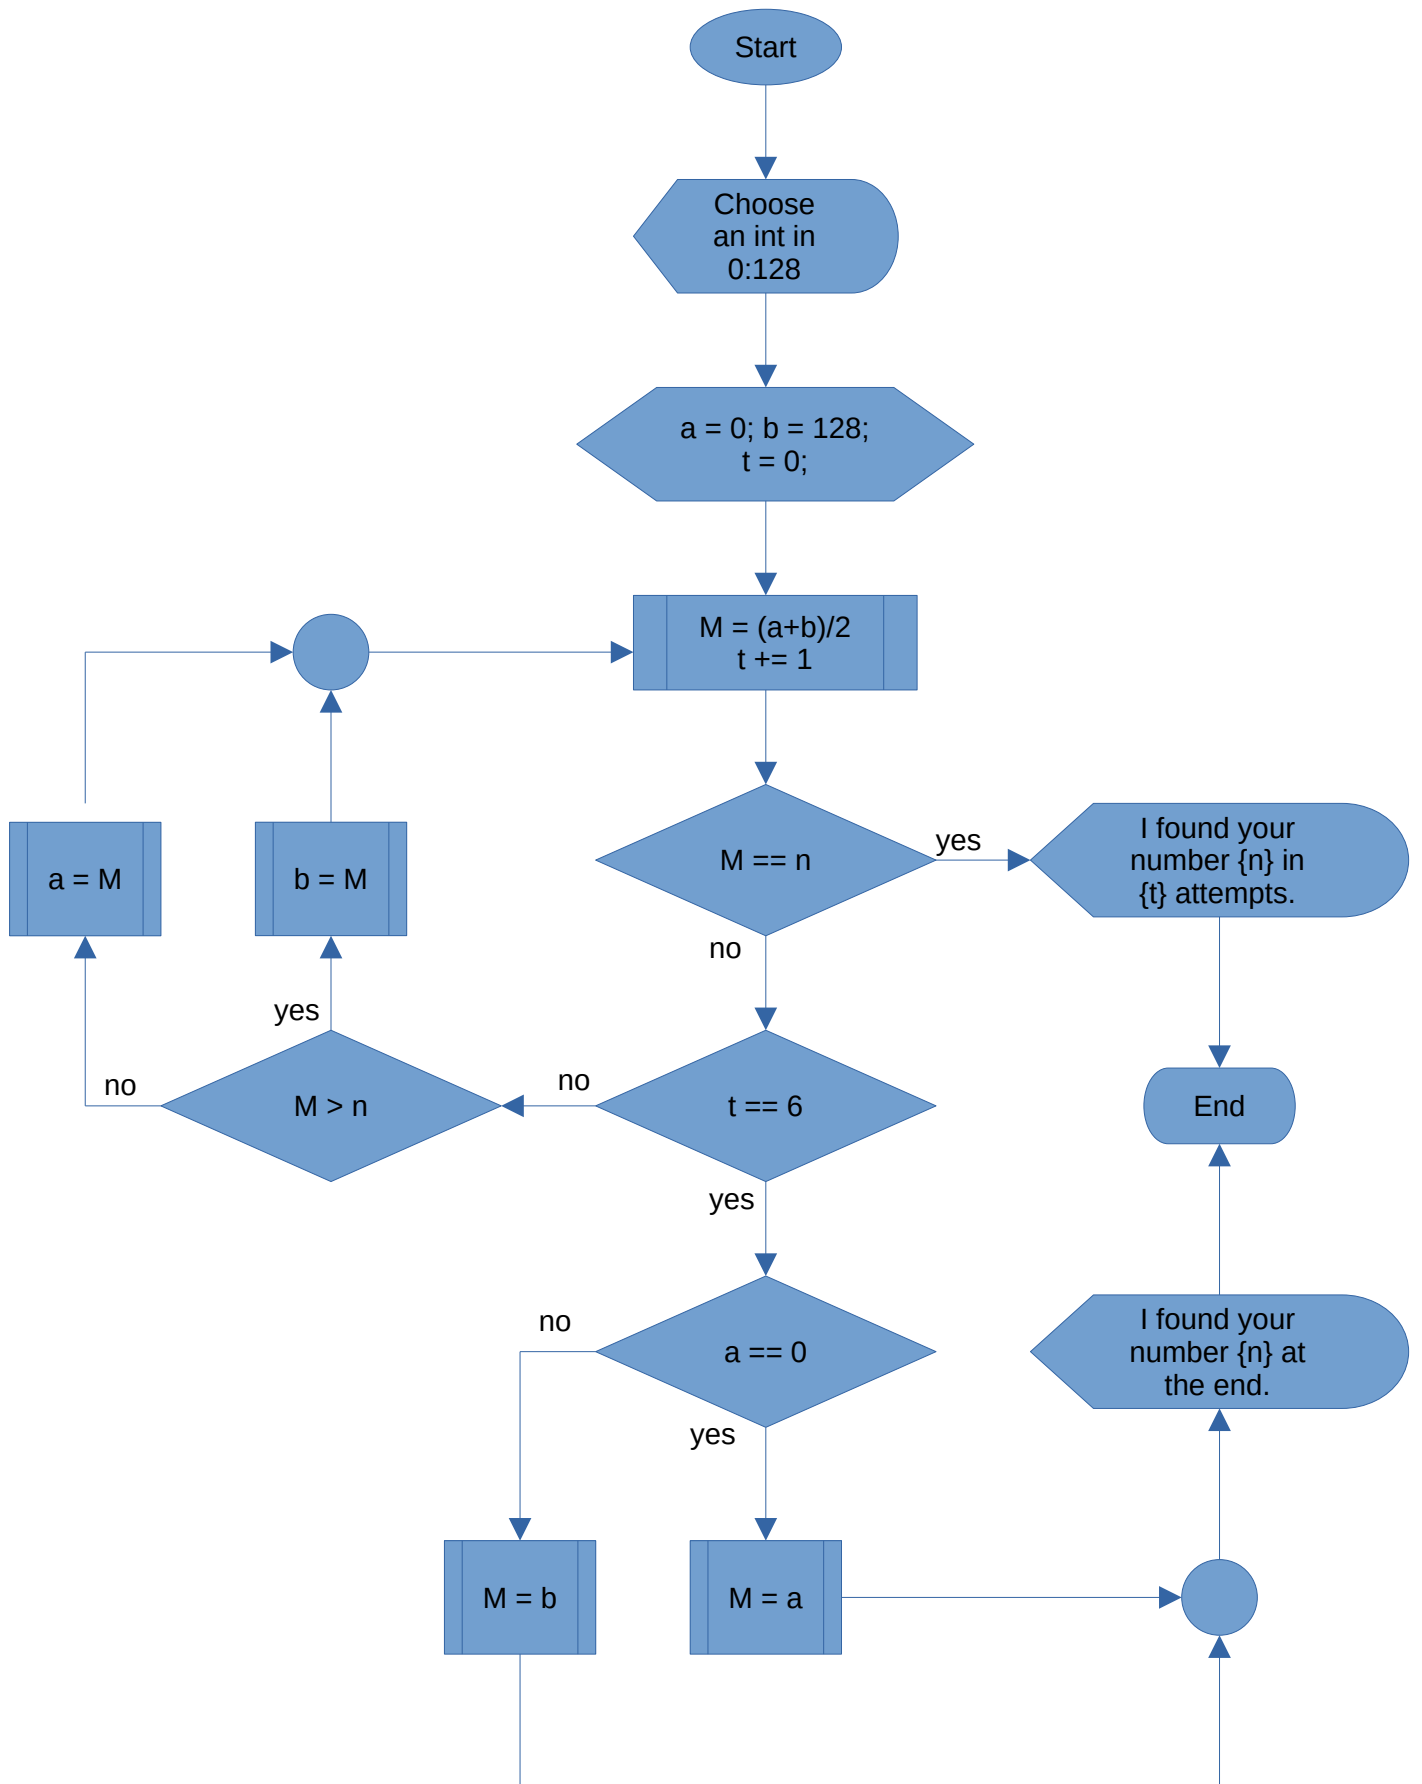 Start
Choose
an int in
0:128
a = 0; b = 128;
t = 0;
M = (a+b)/2
t += 1
a = M
b = M
M == n
yes
I found your
number {n} in
{t} attempts.
no
yes
no
M > n
no
t == 6
End
yes
no
a == 0
I found your
number {n} at
the end.
yes
M = b
M = a